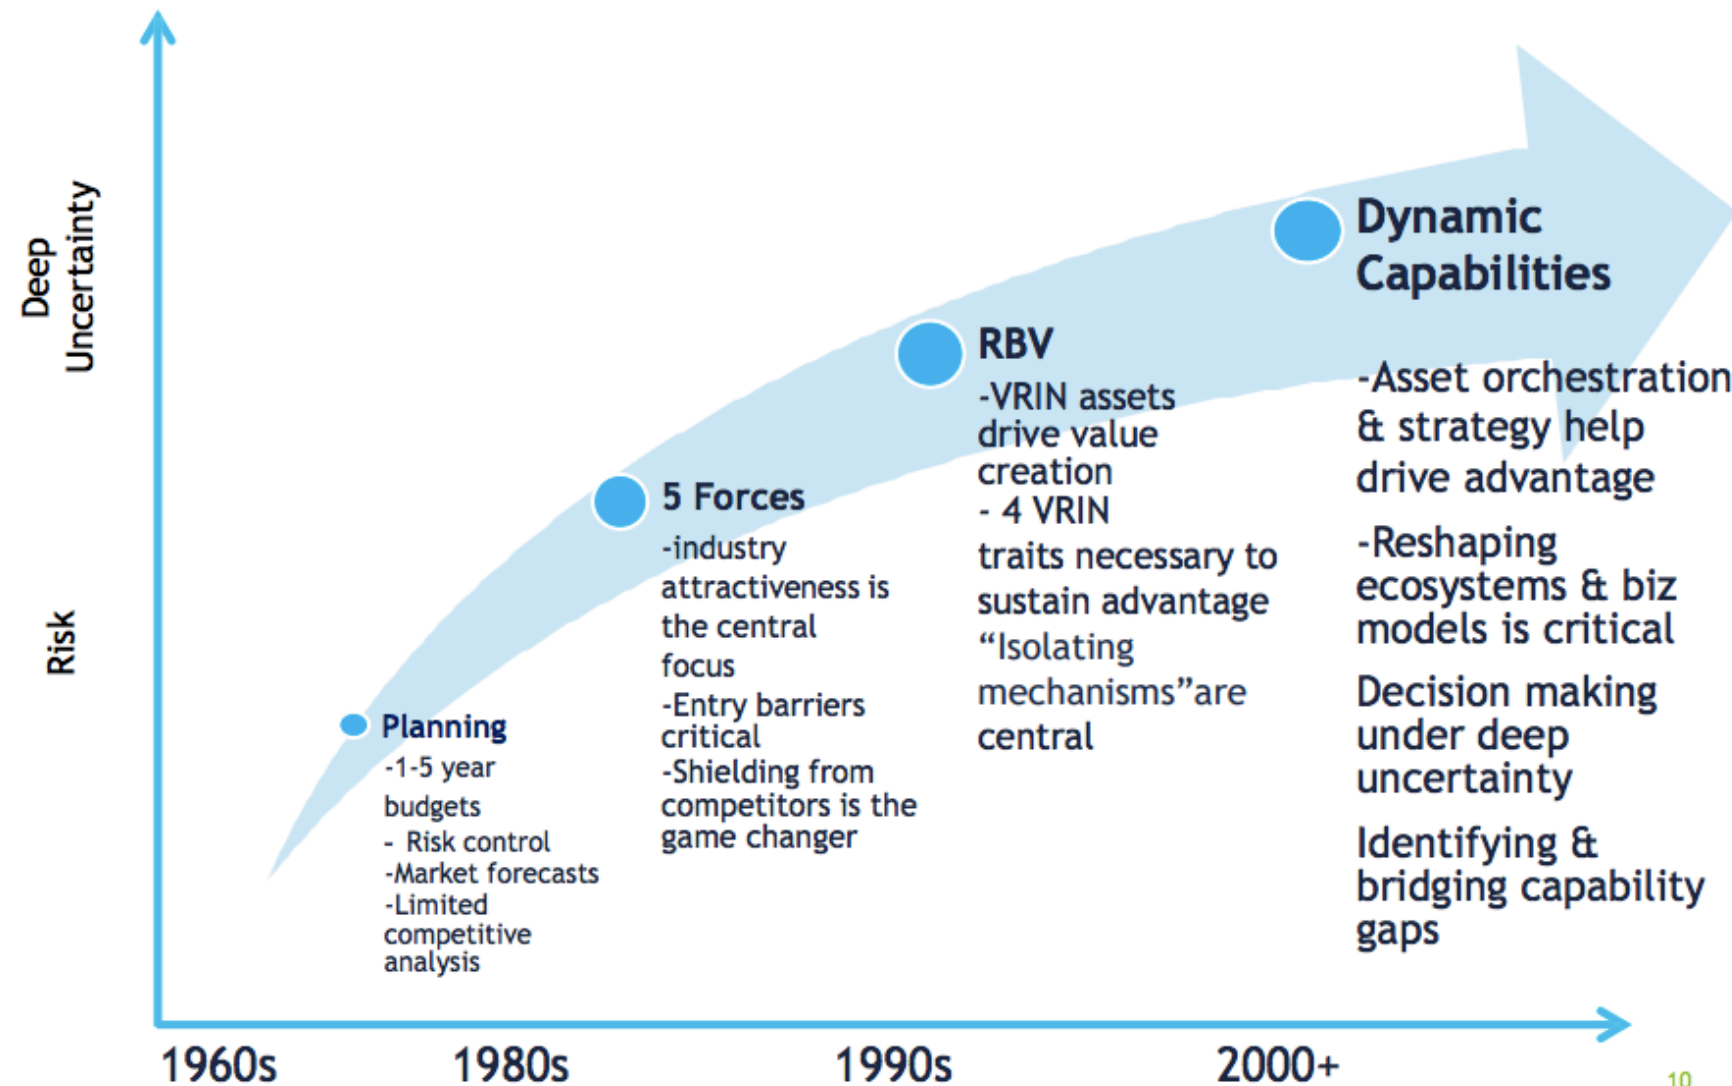 Deep
Uncertainty
Risk
Planning
-1-5 year
budgets
- Risk control
-Market forecasts
-Limited
competitive
analysis
5 Forces
-industry
attractiveness is
the central
focus
-Entry barriers
critical
-Shielding from
competitors is the
game changer
RBV
-VRIN assets
drive value
creation
- 4 VRIN
traits necessary to
sustain advantage
“Isolating
mechanisms”are
central
Dynamic
Capabilities
-Asset orchestration
& strategy help
drive advantage
-Reshaping
ecosystems & biz
models is critical
Decision making
under deep
uncertainty
Identifying &
bridging capability
gaps
1960s
1980s
1990s
2000+
10